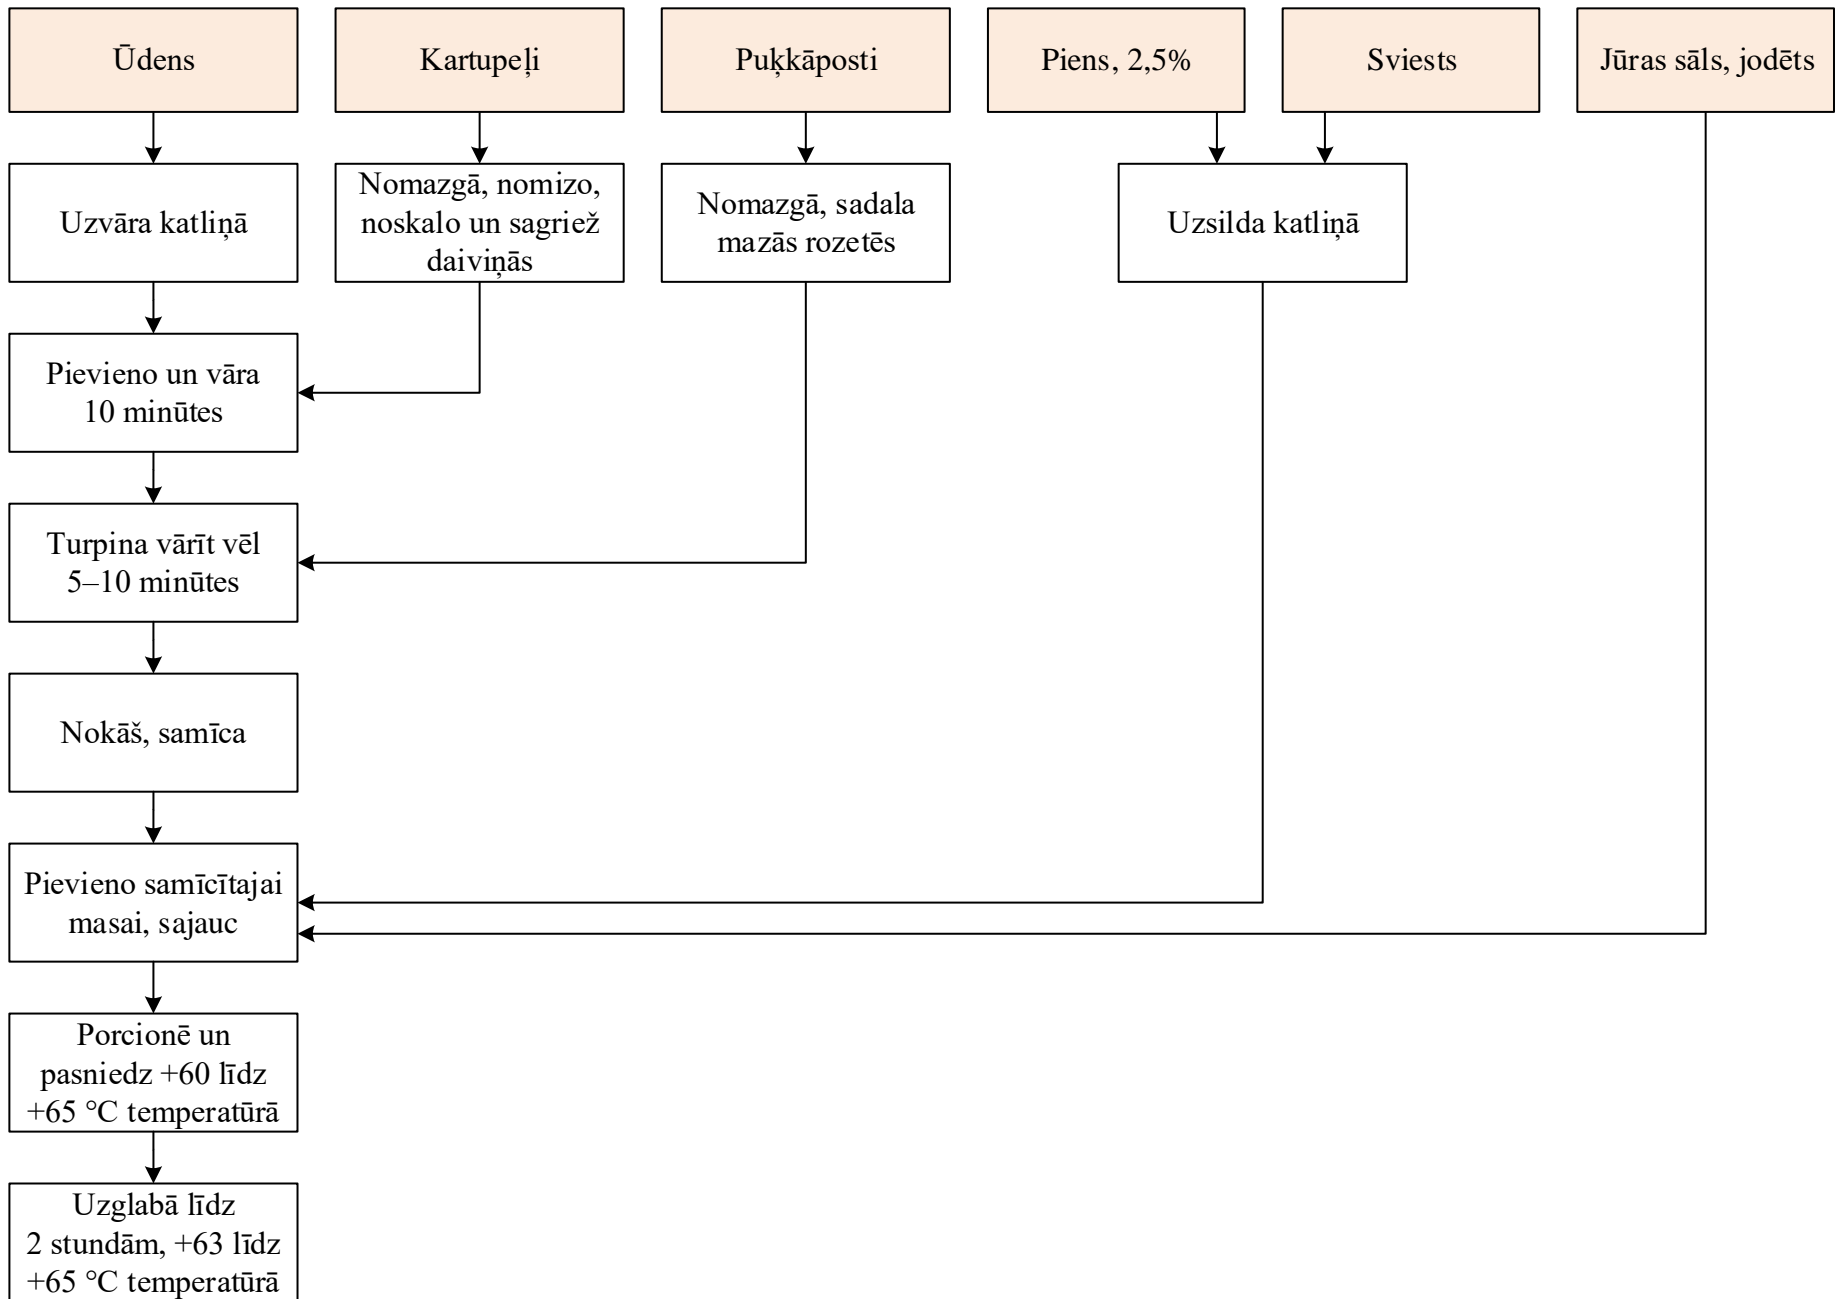 Ūdens
Kartupeļi
Puķkāposti
Piens, 2,5%
Sviests
Jūras sāls, jodēts
Uzvāra katliņā
Nomazgā, nomizo,
noskalo un sagriež
daiviņās
Nomazgā, sadala
mazās rozetēs
Uzsilda katliņā
Pievieno un vāra
10 minūtes
Turpina vārīt vēl
5–10 minūtes
Nokāš, samīca
Pievieno samīcītajai
masai, sajauc
Porcionē un
pasniedz +60 līdz
+65 °C temperatūrā
Uzglabā līdz
2 stundām, +63 līdz
+65 °C temperatūrā